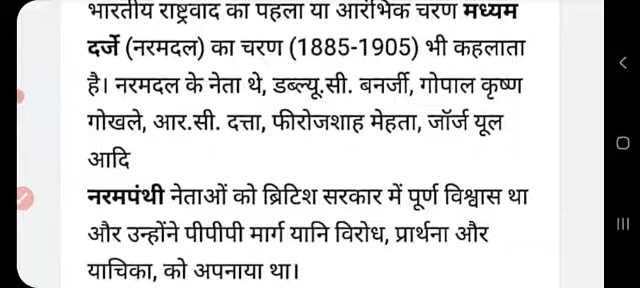 भारतीय राष्ट्रवाद का पहला या आरंभिक चरण मध्यम
दर्जे (नरमदल) का चरण (1885-1905) भी कहलाता
है। नरमदल के नेता थे, डब्ल्यू.सी. बनर्जी, गोपाल कृष्ण
गोखले, आर.सी. दत्ता, फीरोजशाह मेहता, जॉर्ज यूल
आदि
नरमपंथी नेताओं को ब्रिटिश सरकार में पूर्ण विश्वास था
और उन्होंने पीपीपी मार्ग यानि विरोध, प्रार्थना और
याचिका, को अपनाया था।